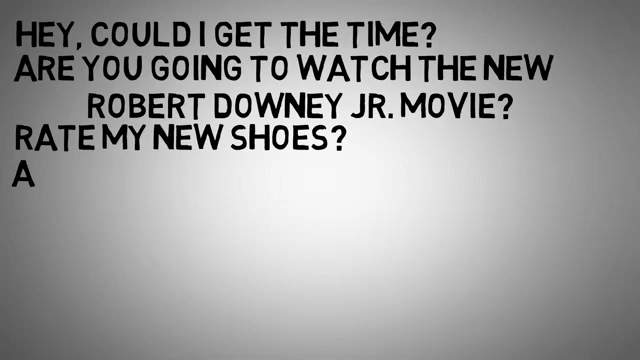 HEY, COULD I GET THE TIME?
ARE YOU GOING TO WATCH THE NEW
ROBERT DOWNEY JR. MOVIE?
RATE MY NEW SHOES?
A